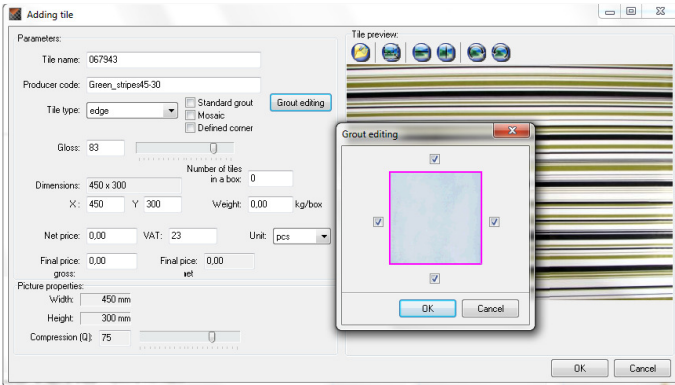 Adding tile
Parameters:
Tile name: 067943
Producer code: Green_stripes45-30
Tile type: edge
Standard grout
Mosaic
Defined corner
Grout editing
Gloss: 83
Number of tiles
in a box: 0
Dimensions: 450 x 300
X: 450 Y 300 Weight: 0,00 kg/box
Net price: 0,00 VAT: 23 Unit: pcs
Final price: 0,00 Final price: 0,00
gross: net
Picture properties:
Width: 450 mm
Height: 300 mm
Compression (Q): 75
Tile preview:
Grout editing
OK Cancel
OK Cancel